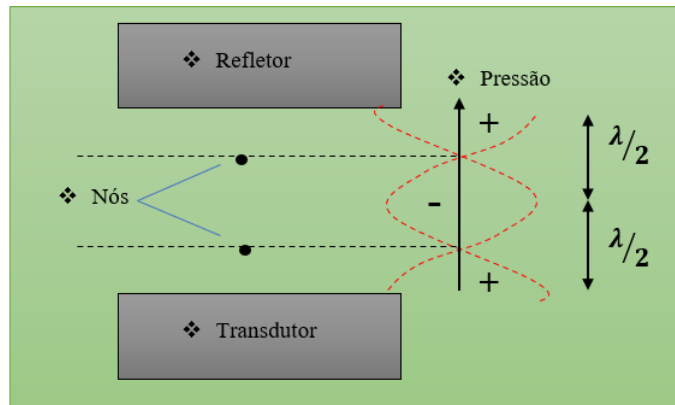 ❖ Refletor
❖ Pressão
+
λ/2
❖ Nós
-
λ/2
+
❖ Transdutor